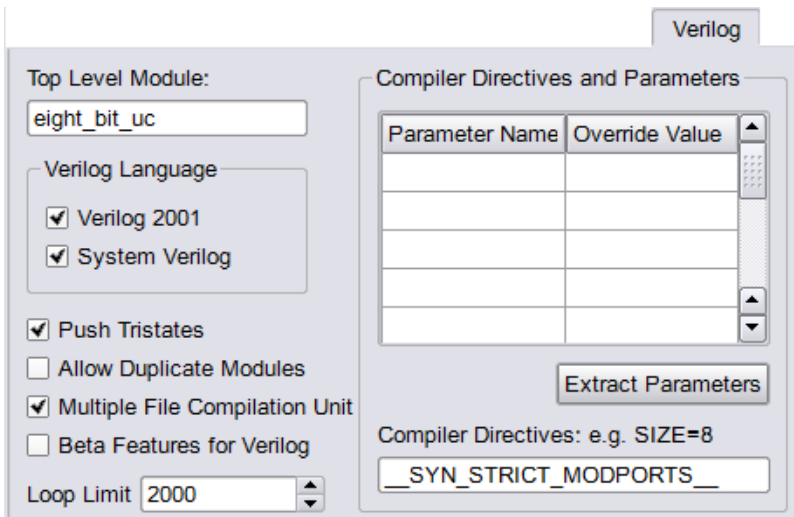 Verilog
Top Level Module:
eight_bit_uc
Verilog Language
Verilog 2001
System Verilog
Push Tristates
Allow Duplicate Modules
Multiple File Compilation Unit
Beta Features for Verilog
Loop Limit 2000
Compiler Directives and Parameters
Parameter Name Override Value
Extract Parameters
Compiler Directives: e.g. SIZE=8
__SYN_STRICT_MODPORTS__